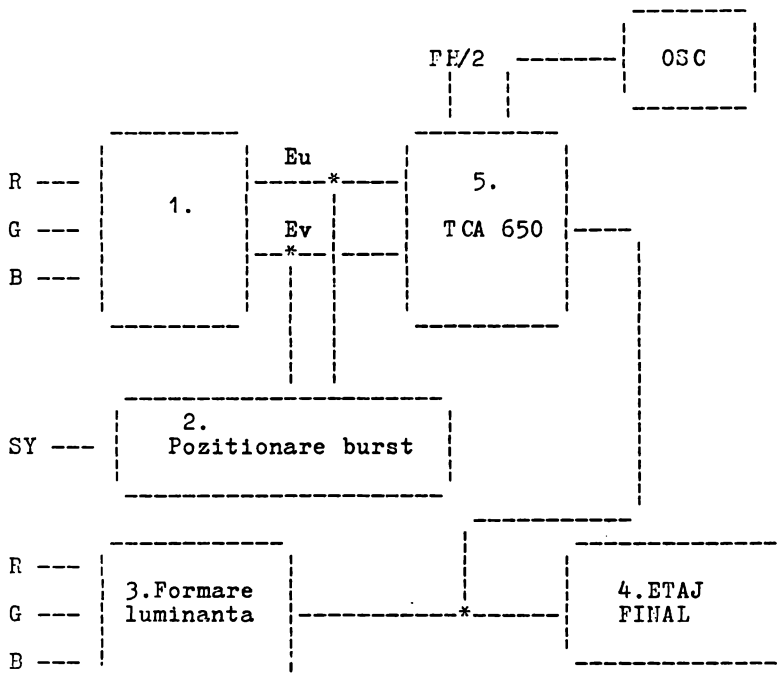 FH/2
OSC
R
G
B
1.
Eu
Ev
5.
TCA 650
SY
2.
Pozitionare burst
R
G
B
3.Formare
luminanta
4.ETAJ
FINAL